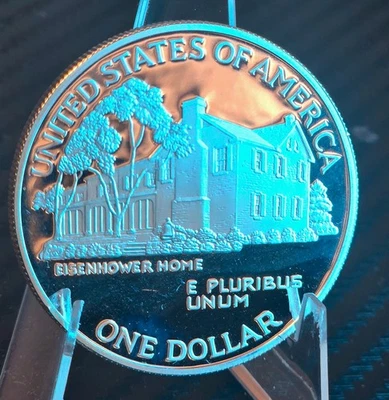 UNITED STATES OF AMERICA
EISENHOWER HOME
E PLURIBUS
UNUM
ONE DOLLAR